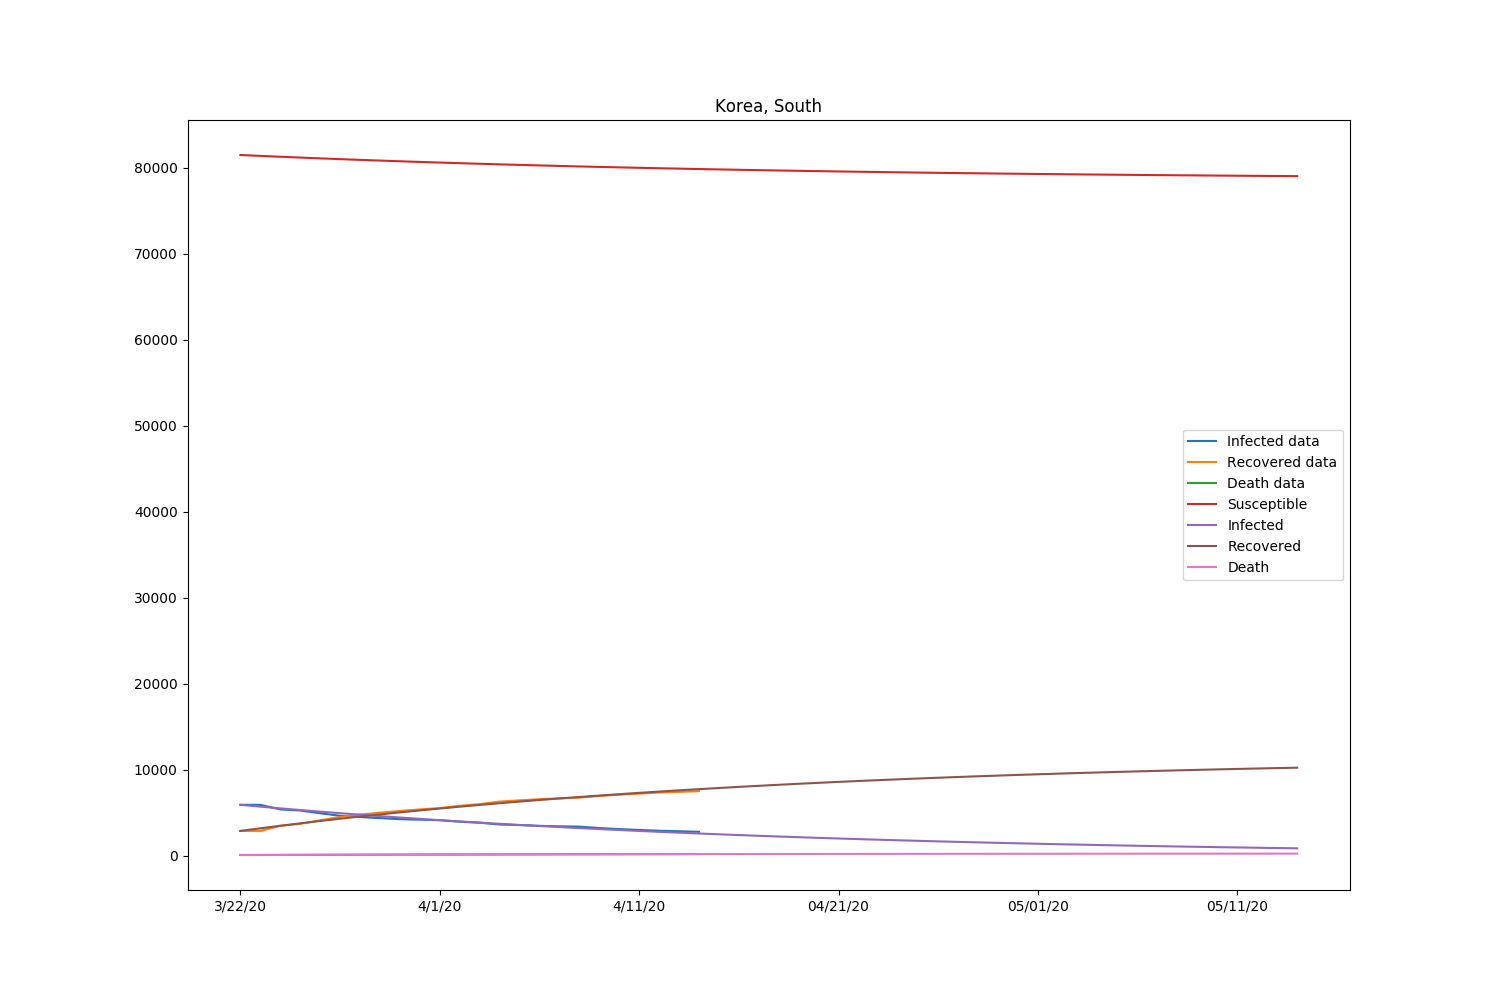 Korea, South
80000
70000
60000
50000
40000
30000
20000
10000
0
3/22/20 4/1/20 4/11/20 04/21/20 05/01/20 05/11/20
Infected data
Recovered data
Death data
Susceptible
Infected
Recovered
Death